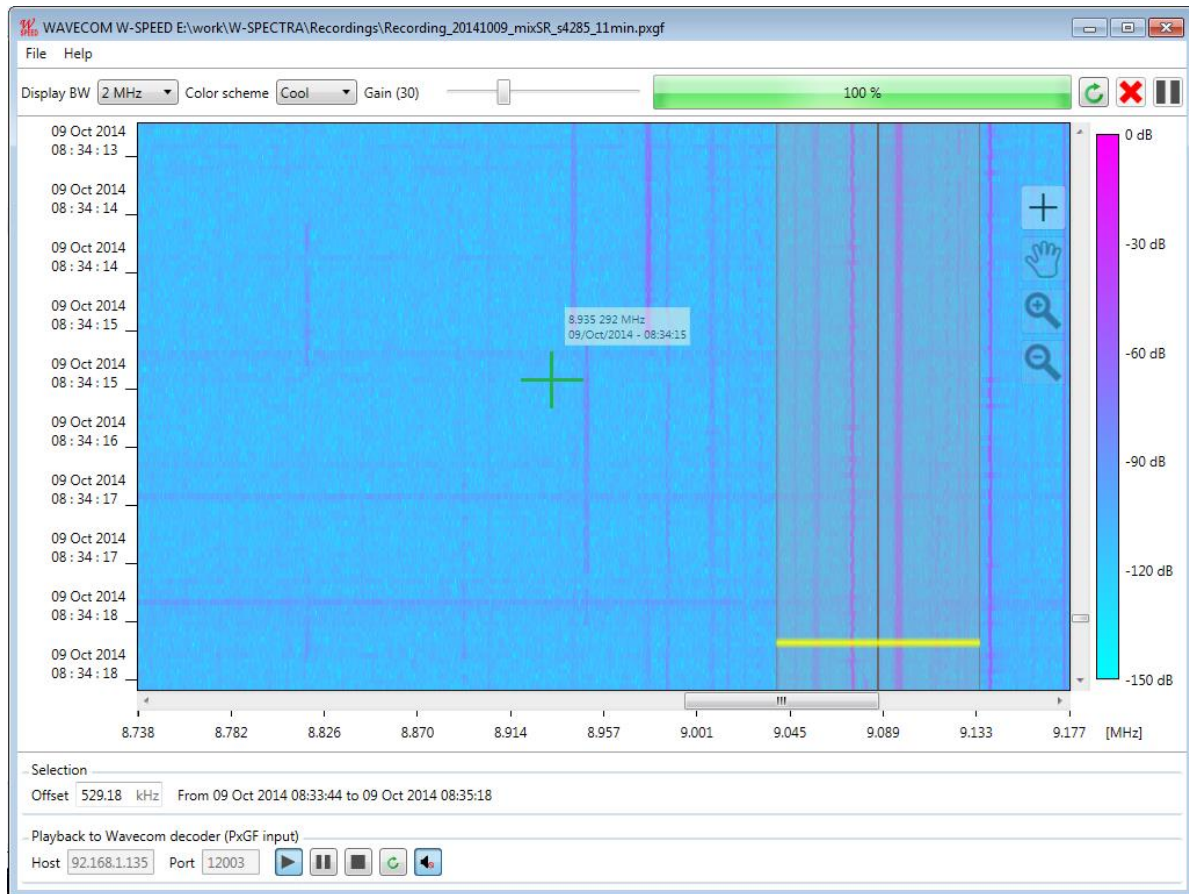 WAVECOM W-SPEED E:\work\W-SPECTRA\Recordings\Recording_20141009_mixSR_s4285_11min.pxgf
File Help
Display BW 2 MHz Color scheme Cool Gain (30) 100 %
09 Oct 2014
08 : 34 : 13
09 Oct 2014
08 : 34 : 14
09 Oct 2014
08 : 34 : 14
09 Oct 2014
08 : 34 : 15
09 Oct 2014
08 : 34 : 15
09 Oct 2014
08 : 34 : 16
09 Oct 2014
08 : 34 : 17
09 Oct 2014
08 : 34 : 17
09 Oct 2014
08 : 34 : 18
09 Oct 2014
08 : 34 : 18
8.935 292 MHz
09/Oct/2014 - 08:34:15
0 dB
-30 dB
-60 dB
-90 dB
-120 dB
-150 dB
8.738 8.782 8.826 8.870 8.914 8.957 9.001 9.045 9.089 9.133 9.177 [MHz]
Selection
Offset 529.18 kHz From 09 Oct 2014 08:33:44 to 09 Oct 2014 08:35:18
Playback to Wavecom decoder (PxGF input)
Host 92.168.1.135 Port 12003